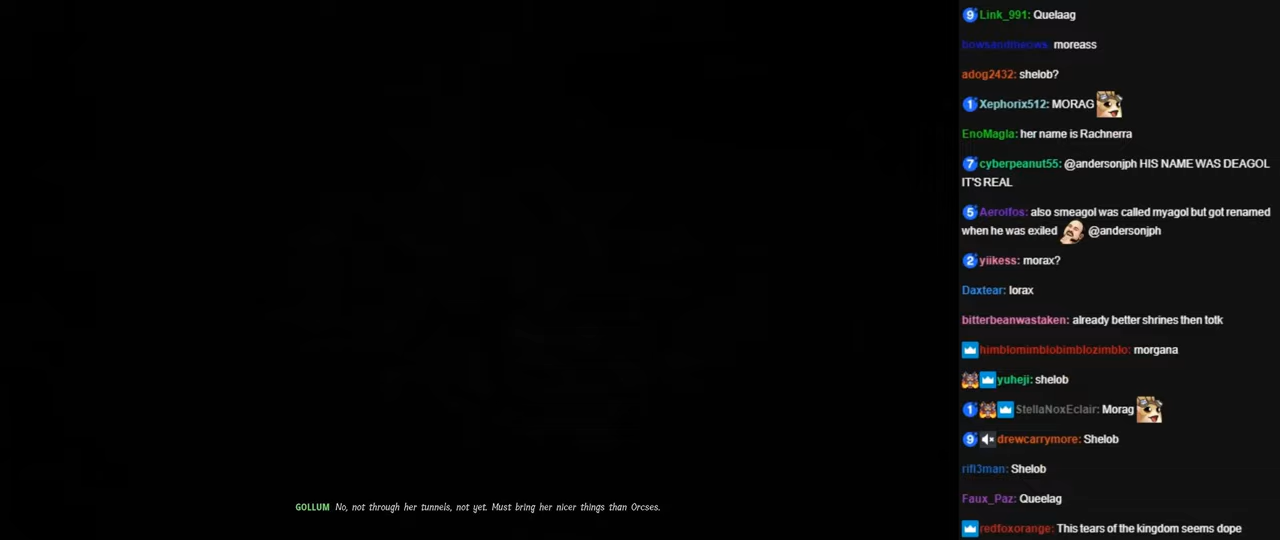 Link_991: Quelaag
bowsandmeows: moreass
adog2432: shelob?
Xephorix512: MORAG
EnoMagla: her name is Rachnerra
cyberpeanut55: @andersonjph HIS NAME WAS DEAGOL
IT'S REAL
Aerolfos: also smeagol was called myagol but got renamed
when he was exiled @andersonjph
yiikess: morax?
Daxtear: lorax
bitterbeanwastaken: already better shrines then totk
himblomimblobimblozimblo: morgana
yuheji: shelob
StellaNoxEclair: Morag
drewcarrymore: Shelob
rifl3man: Shelob
Faux_Paz: Queelag
redfoxorange: This tears of the kingdom seems dope
GOLLUM No, not through her tunnels, not yet. Must bring her nicer things than Orcses.